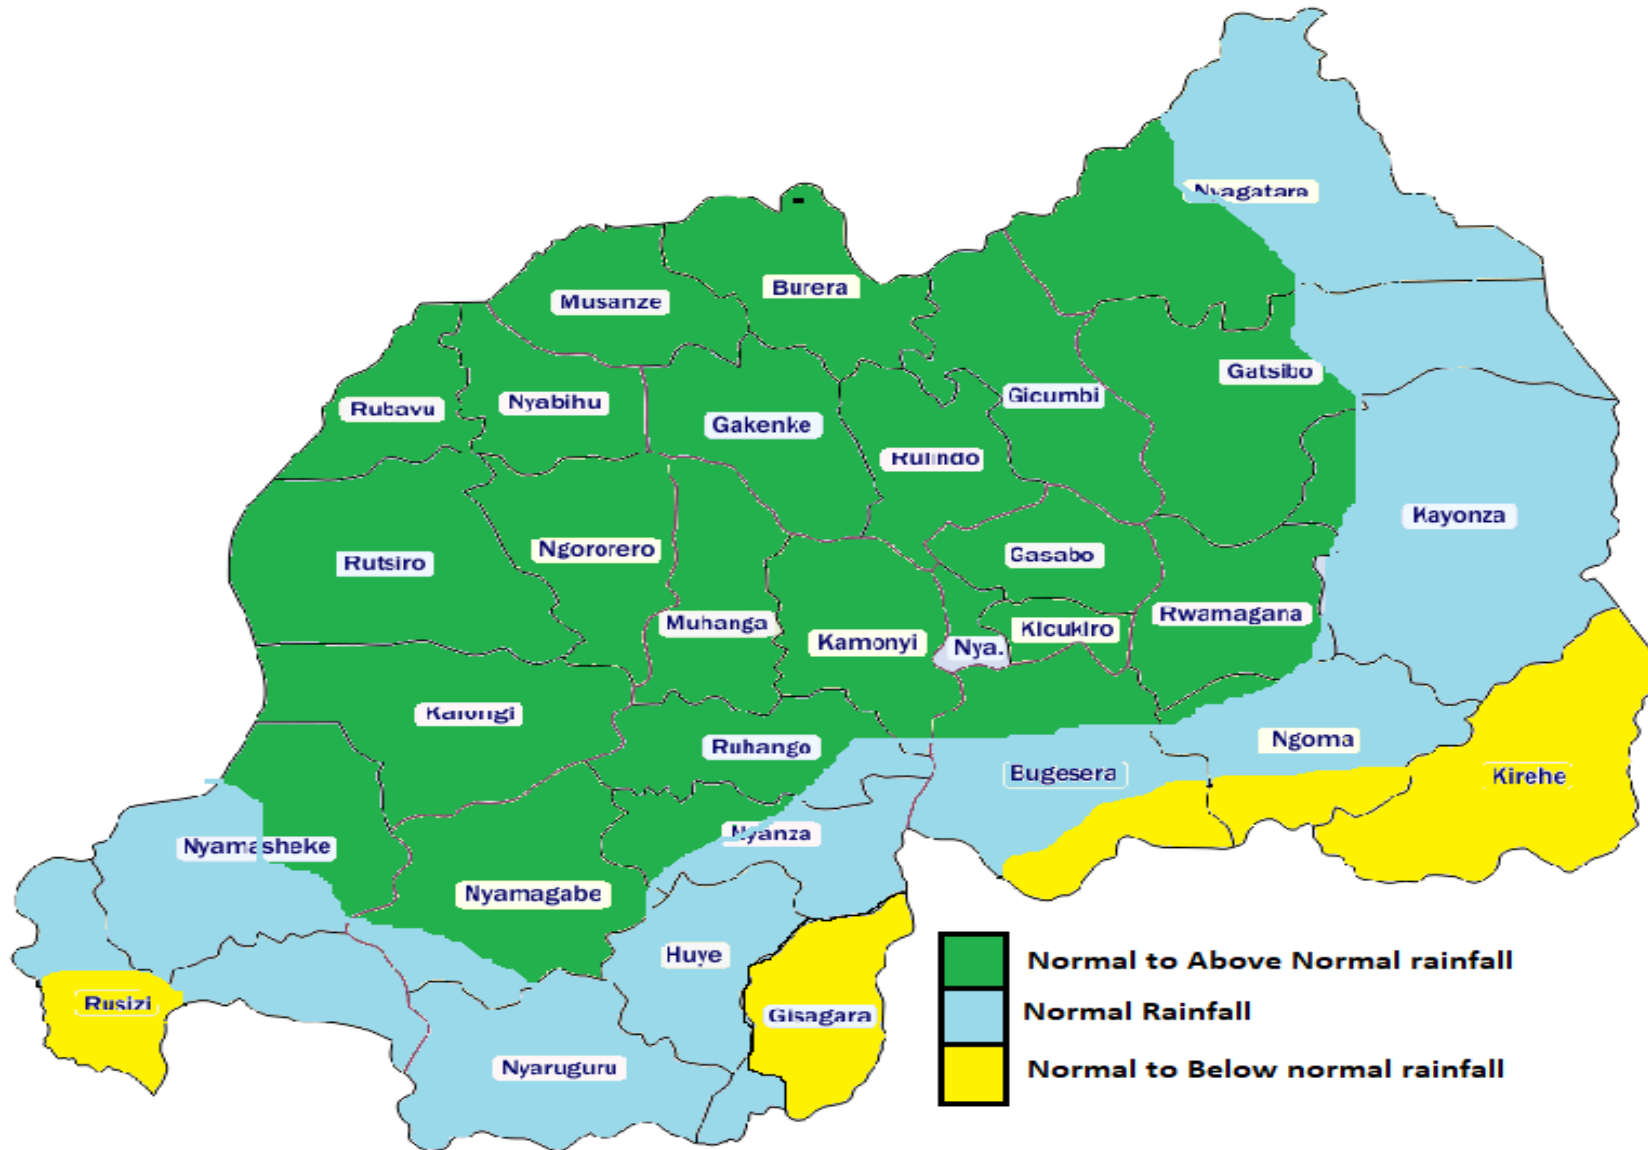 Nyagatare
Burera
Musanze
Gatsibo
Gicumbi
Nyabihu
Rubavu
Gakenke
Rulindo
Kayonza
Ngororero
Gasabo
Rutsiro
Rwamagana
Muhanga
Kicukiro
Kamonyi
Nya.
Karongi
Ruhango
Ngoma
Bugesera
Kirehe
Nyanza
Nyamasheke
Nyamagabe
Huye
Normal to Above Normal rainfall
Rusizi
Normal Rainfall
Gisagara
Nyaruguru
Normal to Below normal rainfall